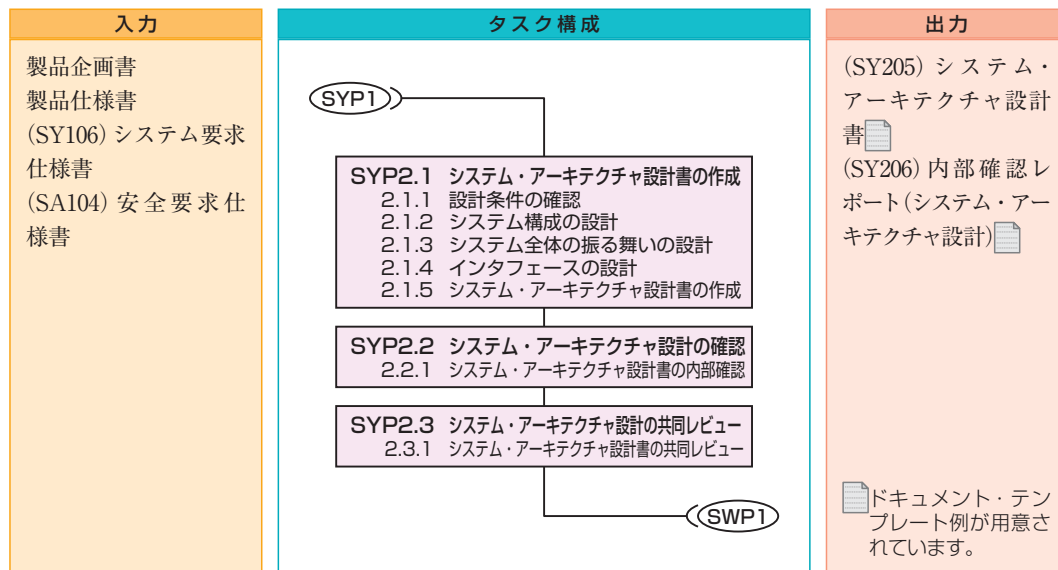 入力
製品企画書
製品仕様書
(SY106)システム要求
仕様書
(SA104)安全要求仕
様書
タスク構成
SYP1
SYP2.1 システム・アーキテクチャ設計書の作成
2.1.1 設計条件の確認
2.1.2 システム構成の設計
2.1.3 システム全体の振る舞いの設計
2.1.4 インタフェースの設計
2.1.5 システム・アーキテクチャ設計書の作成
SYP2.2 システム・アーキテクチャ設計の確認
2.2.1 システム・アーキテクチャ設計書の内部確認
SYP2.3 システム・アーキテクチャ設計の共同レビュー
2.3.1 システム・アーキテクチャ設計書の共同レビュー
SWP1
出力
(SY205)システム・
アーキテクチャ設計
書
(SY206)内部確認レ
ポート(システム・アー
キテクチャ設計)
ドキュメント・テン
プレート例が用意さ
れています。